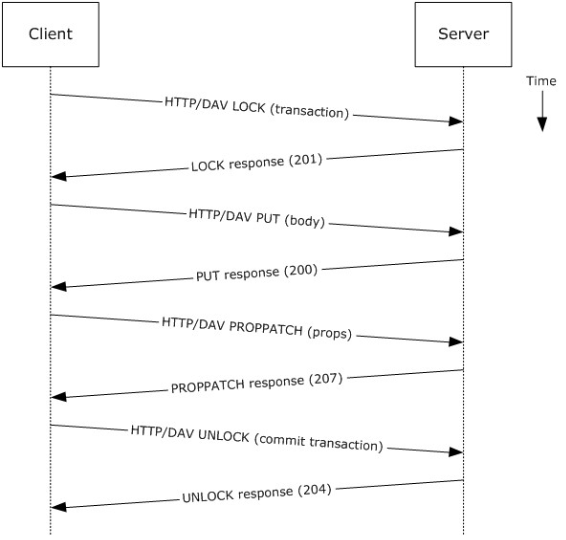 Client
Server
Time
HTTP/DAV LOCK (transaction)
LOCK response (201)
HTTP/DAV PUT (body)
PUT response (200)
HTTP/DAV PROPPATCH (props)
PROPPATCH response (207)
HTTP/DAV UNLOCK (commit transaction)
UNLOCK response (204)